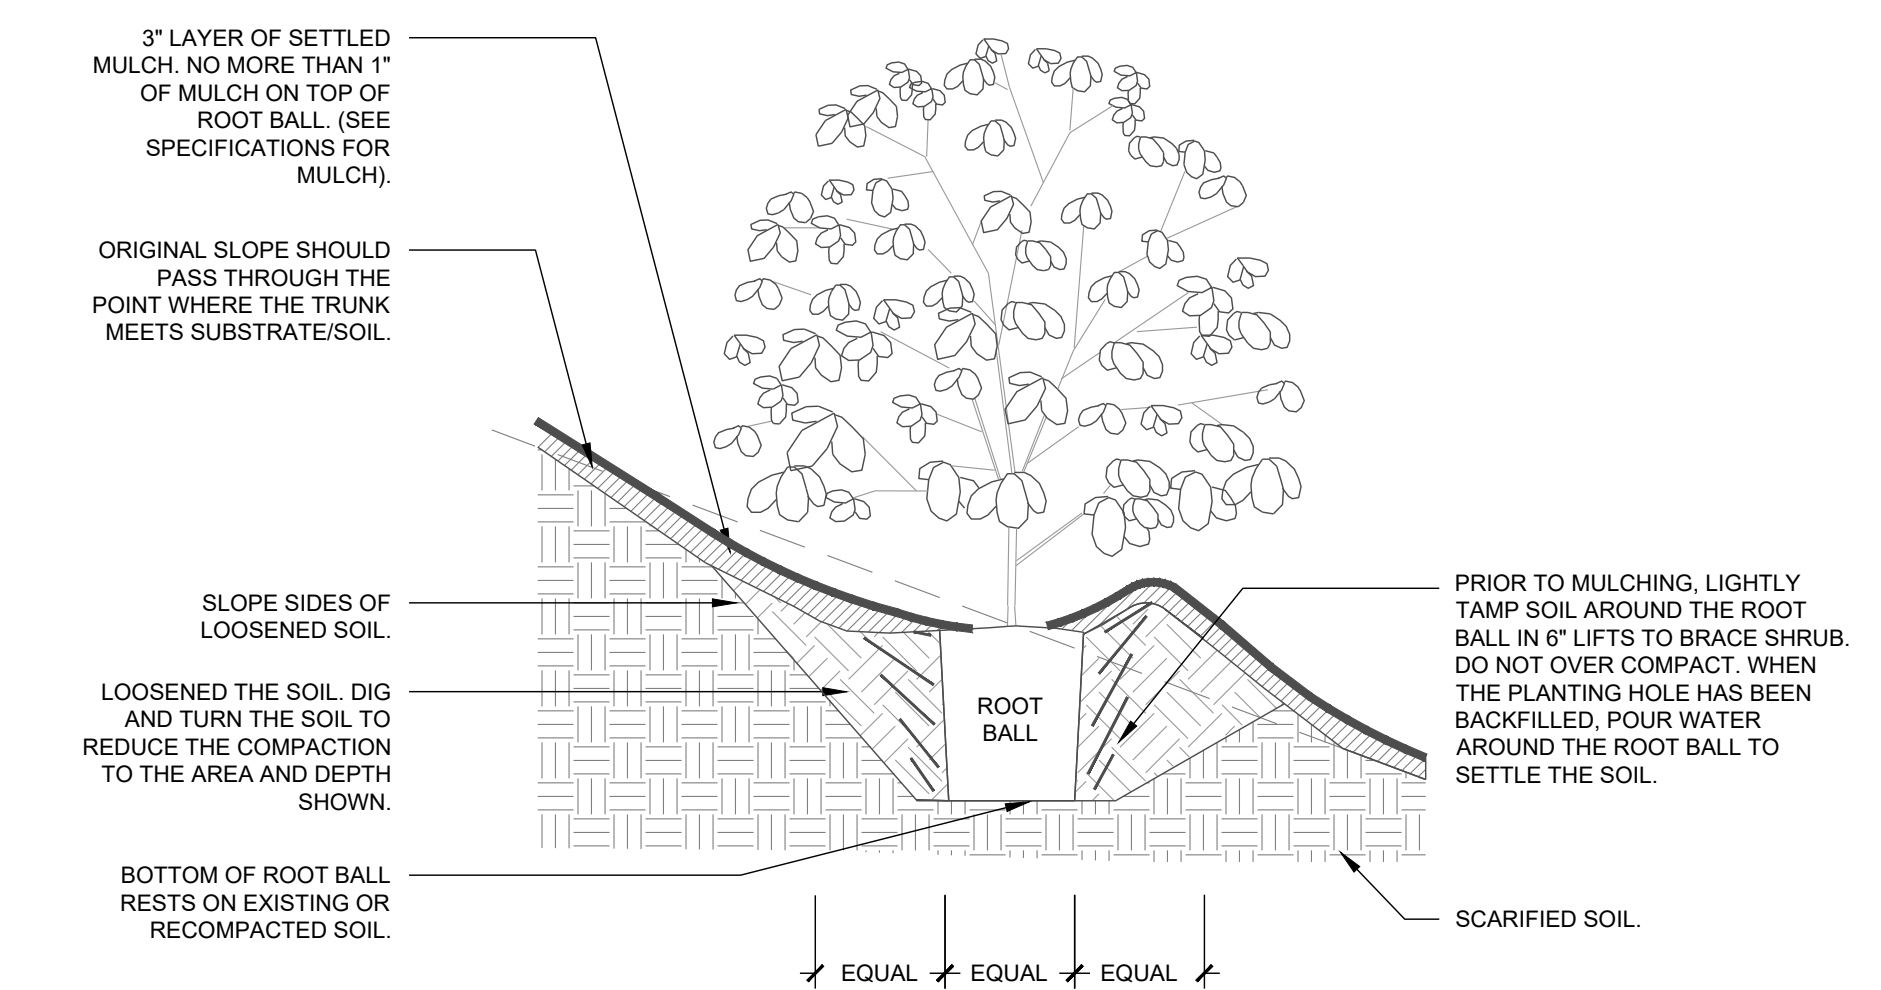 3" LAYER OF SETTLED
MULCH. NO MORE THAN 1"
OF MULCH ON TOP OF
ROOT BALL. (SEE
SPECIFICATIONS FOR
MULCH).
ORIGINAL SLOPE SHOULD
PASS THROUGH THE
POINT WHERE THE TRUNK
MEETS SUBSTRATE/SOIL.
SLOPE SIDES OF
LOOSENED SOIL.
LOOSENED THE SOIL. DIG
AND TURN THE SOIL TO
REDUCE THE COMPACTION
TO THE AREA AND DEPTH
SHOWN.
BOTTOM OF ROOT BALL
RESTS ON EXISTING OR
RECOMPACTED SOIL.
ROOT
BALL
EQUAL
EQUAL
EQUAL
PRIOR TO MULCHING, LIGHTLY
TAMP SOIL AROUND THE ROOT
BALL IN 6" LIFTS TO BRACE SHRUB.
DO NOT OVER COMPACT. WHEN
THE PLANTING HOLE HAS BEEN
BACKFILLED, POUR WATER
AROUND THE ROOT BALL TO
SETTLE THE SOIL.
SCARIFIED SOIL.